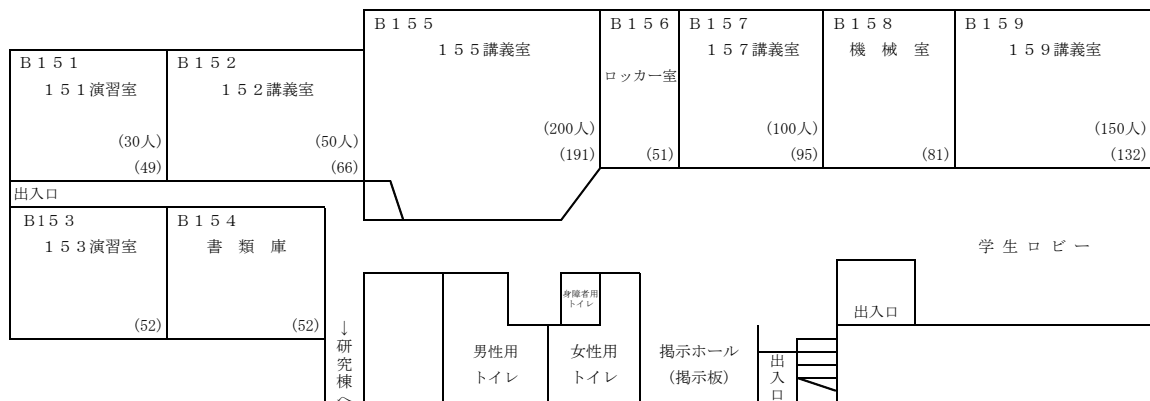 Ｂ１５１
１５１演習室
(30人)
(49)
Ｂ１５２
１５２講義室
(50人)
(66)
Ｂ１５５
１５５講義室
(200人)
(191)
Ｂ１５６
ロッカー室
(51)
Ｂ１５７
１５７講義室
(100人)
(95)
Ｂ１５８
機　械　室
(81)
Ｂ１５９
１５９講義室
(150人)
(132)
出入口
Ｂ1５３
１５３演習室
(52)
Ｂ１５４
書　類　庫
(52)
学 生 ロ ビ ー
↓研究棟へ
男性用
トイレ
身障者用
トイレ
女性用
トイレ
掲示ホール
(掲示板)
出入口
出入口